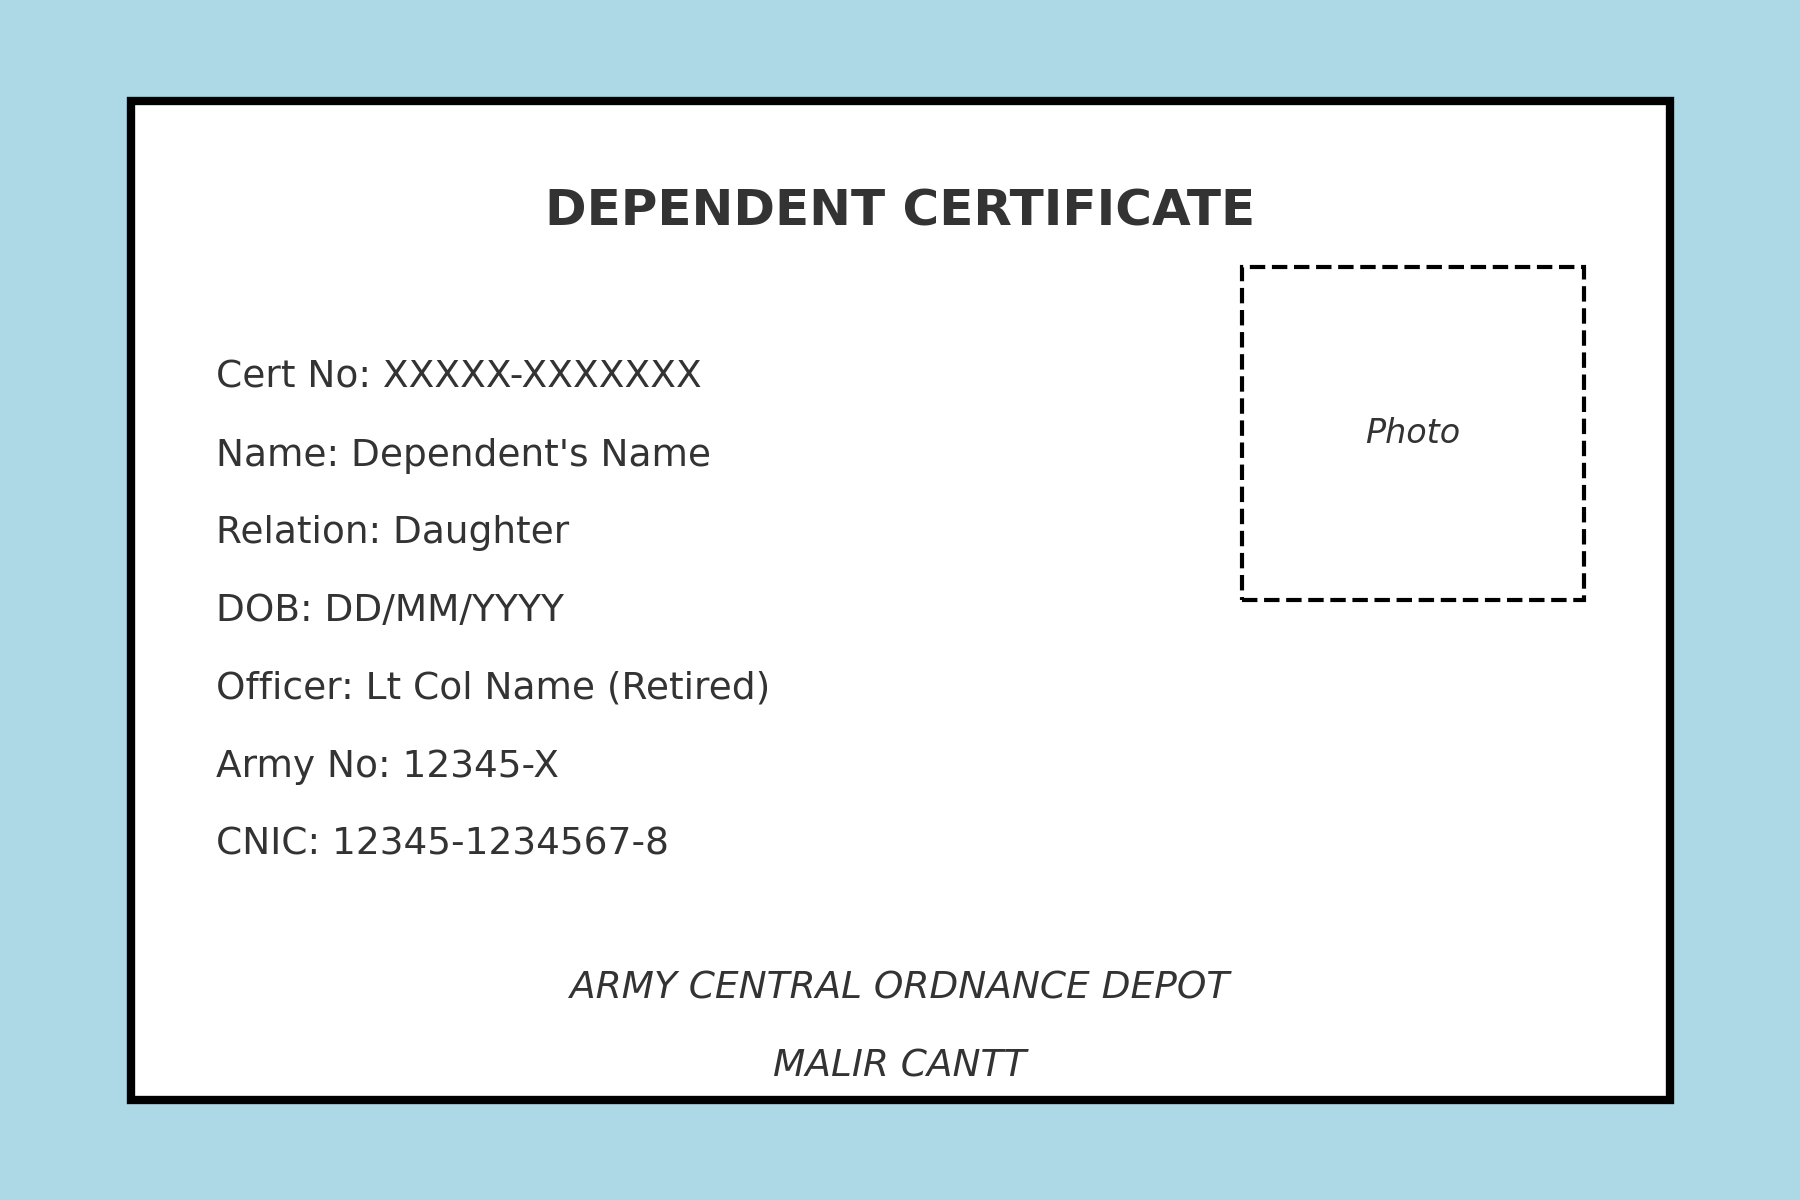 DEPENDENT CERTIFICATE
Photo
Cert No: XXXXX-XXXXXXX
Name: Dependent's Name
Relation: Daughter
DOB: DD/MM/YYYY
Officer: Lt Col Name (Retired)
Army No: 12345-X
CNIC: 12345-1234567-8
ARMY CENTRAL ORDNANCE DEPOT
MALIR CANTT